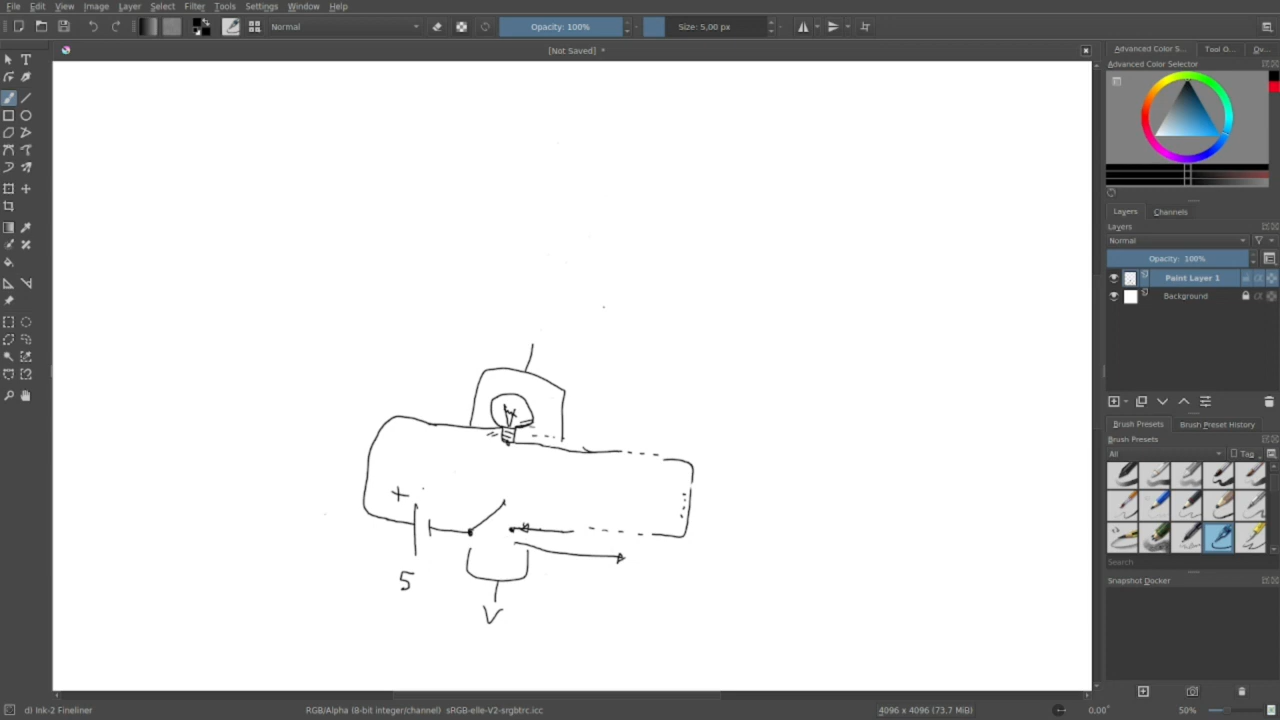 File Edit View Image Layer Select Filter Tools Settings Window Help
Normal
Opacity: 100%
Size: 5,00 px
[Not Saved] *
Advanced Color S... Tool O... Ov...
Advanced Color Selector
Layers Channels
Layers
Normal
Opacity: 100%
Paint Layer 1
Background
Brush Presets Brush Preset History
Brush Presets
All Tag
Search
Snapshot Docker
+
5
V
d) Ink-2 Fineliner RGB/Alpha (8-bit integer/channel) sRGB-elle-V2-srgbtrc.icc 4096 x 4096 (73,7 MiB) 0,00° 50%